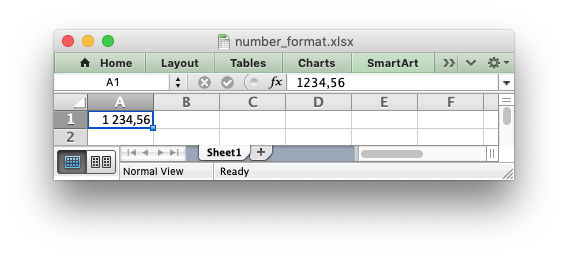 number_format.xlsx
Home Layout Tables Charts SmartArt >>
A1 fx 1234,56
A B C D E F
1 1 234,56
2
Sheet1 +
Normal View Ready